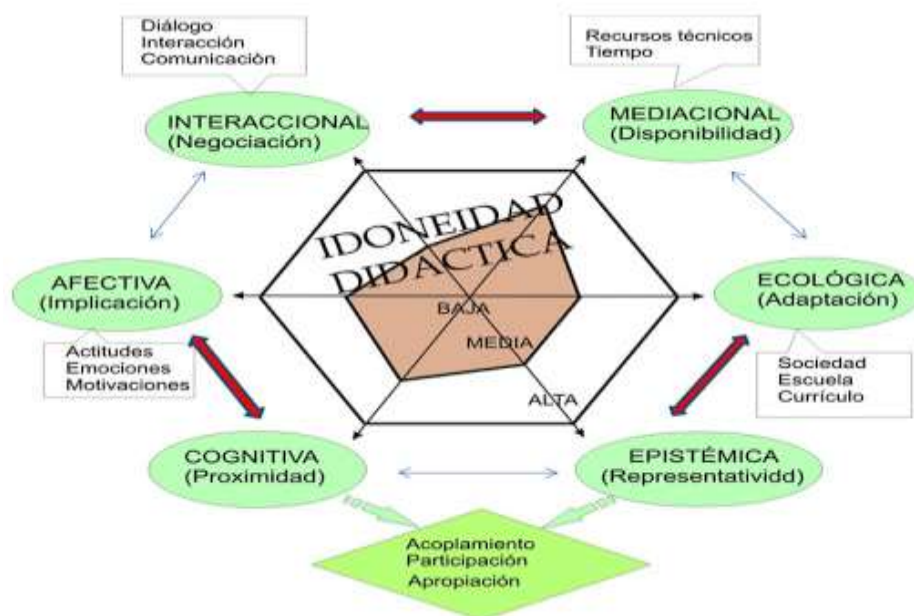 Diálogo
Interacción
Comunicación
Recursos técnicos
Tiempo
INTERACCIONAL
(Negociación)
MEDIACIONAL
(Disponibilidad)
IDONEIDAD
DIDACTICA
AFECTIVA
(Implicación)
ECOLÓGICA
(Adaptación)
BAJA
MEDIA
ALTA
Actitudes
Emociones
Motivaciones
Sociedad
Escuela
Currículo
COGNITIVA
(Proximidad)
EPISTÉMICA
(Representatividd)
Acoplamiento
Participación
Apropiación